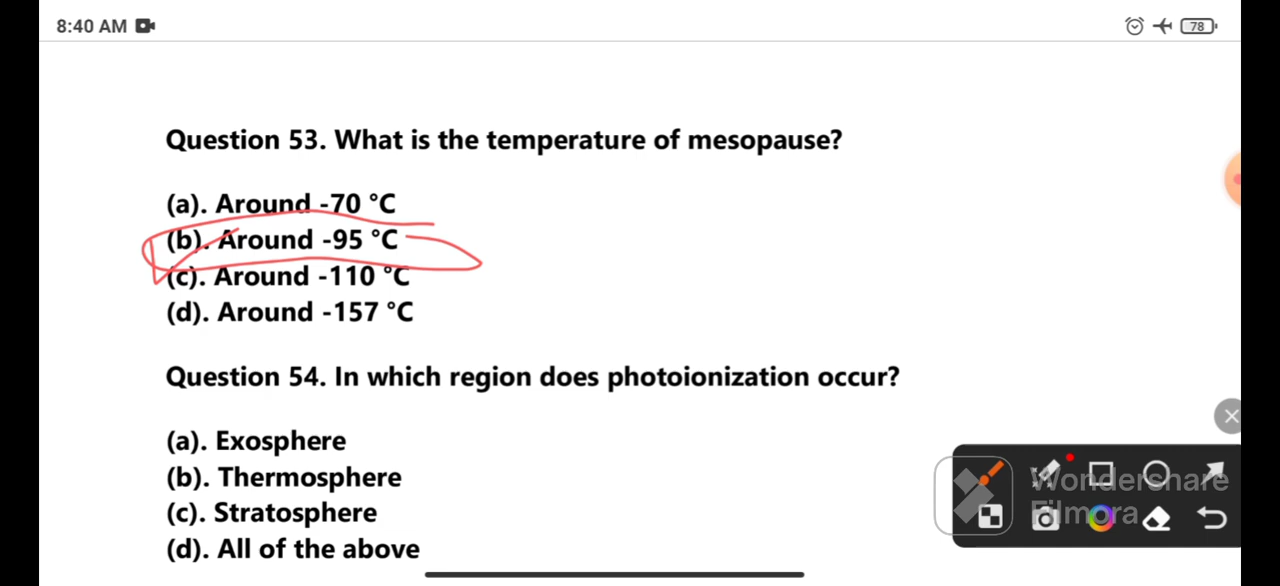 8:40 AM
78
Question 53. What is the temperature of mesopause?
(a). Around -70 °C
(b). Around -95 °C
(c). Around -110 °C
(d). Around -157 °C
Question 54. In which region does photoionization occur?
(a). Exosphere
(b). Thermosphere
(c). Stratosphere
(d). All of the above
Wondershare
Filmora